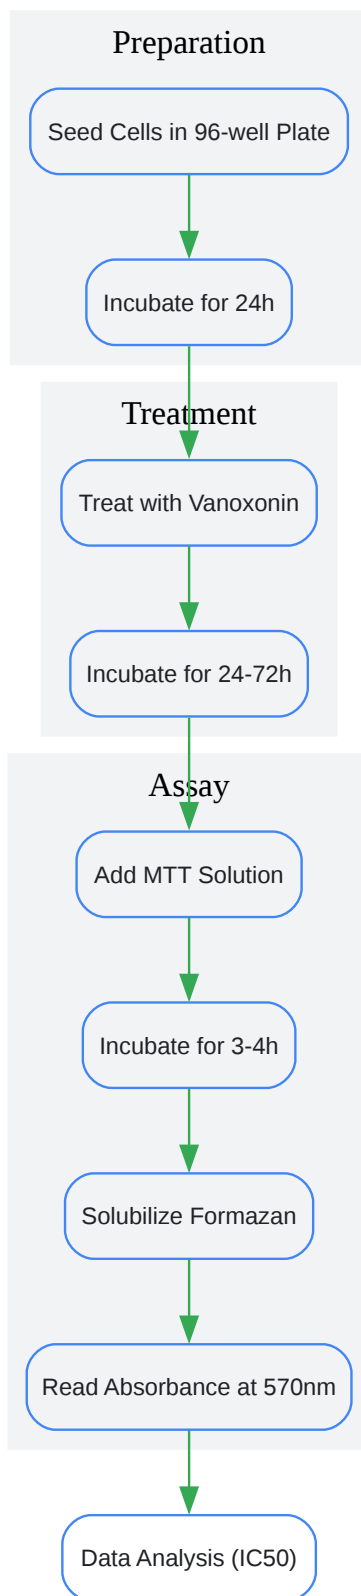 Preparation
Seed Cells in 96-well Plate
Incubate for 24h
Treatment
Treat with Vanoxonin
Incubate for 24-72h
Assay
Add MTT Solution
Incubate for 3-4h
Solubilize Formazan
Read Absorbance at 570nm
Data Analysis (IC50)